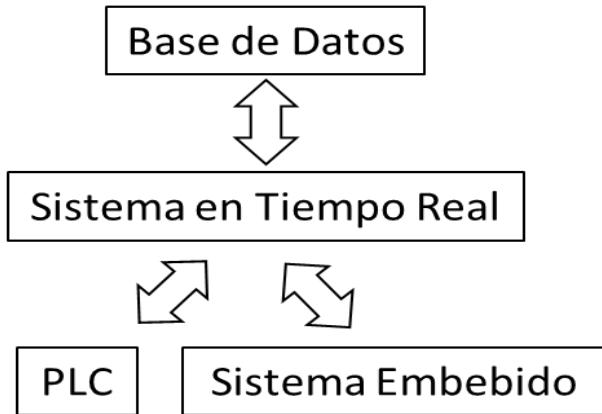 Base de Datos
Sistema en Tiempo Real
PLC
Sistema Embebido